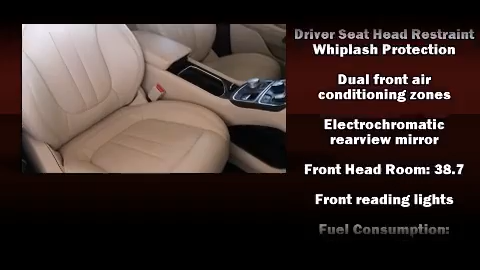 Driver Seat Head Restraint
Whiplash Protection
Dual front air
conditioning zones
Electrochromatic
rearview mirror
Front Head Room: 38.7
Front reading lights
Fuel Consumption: